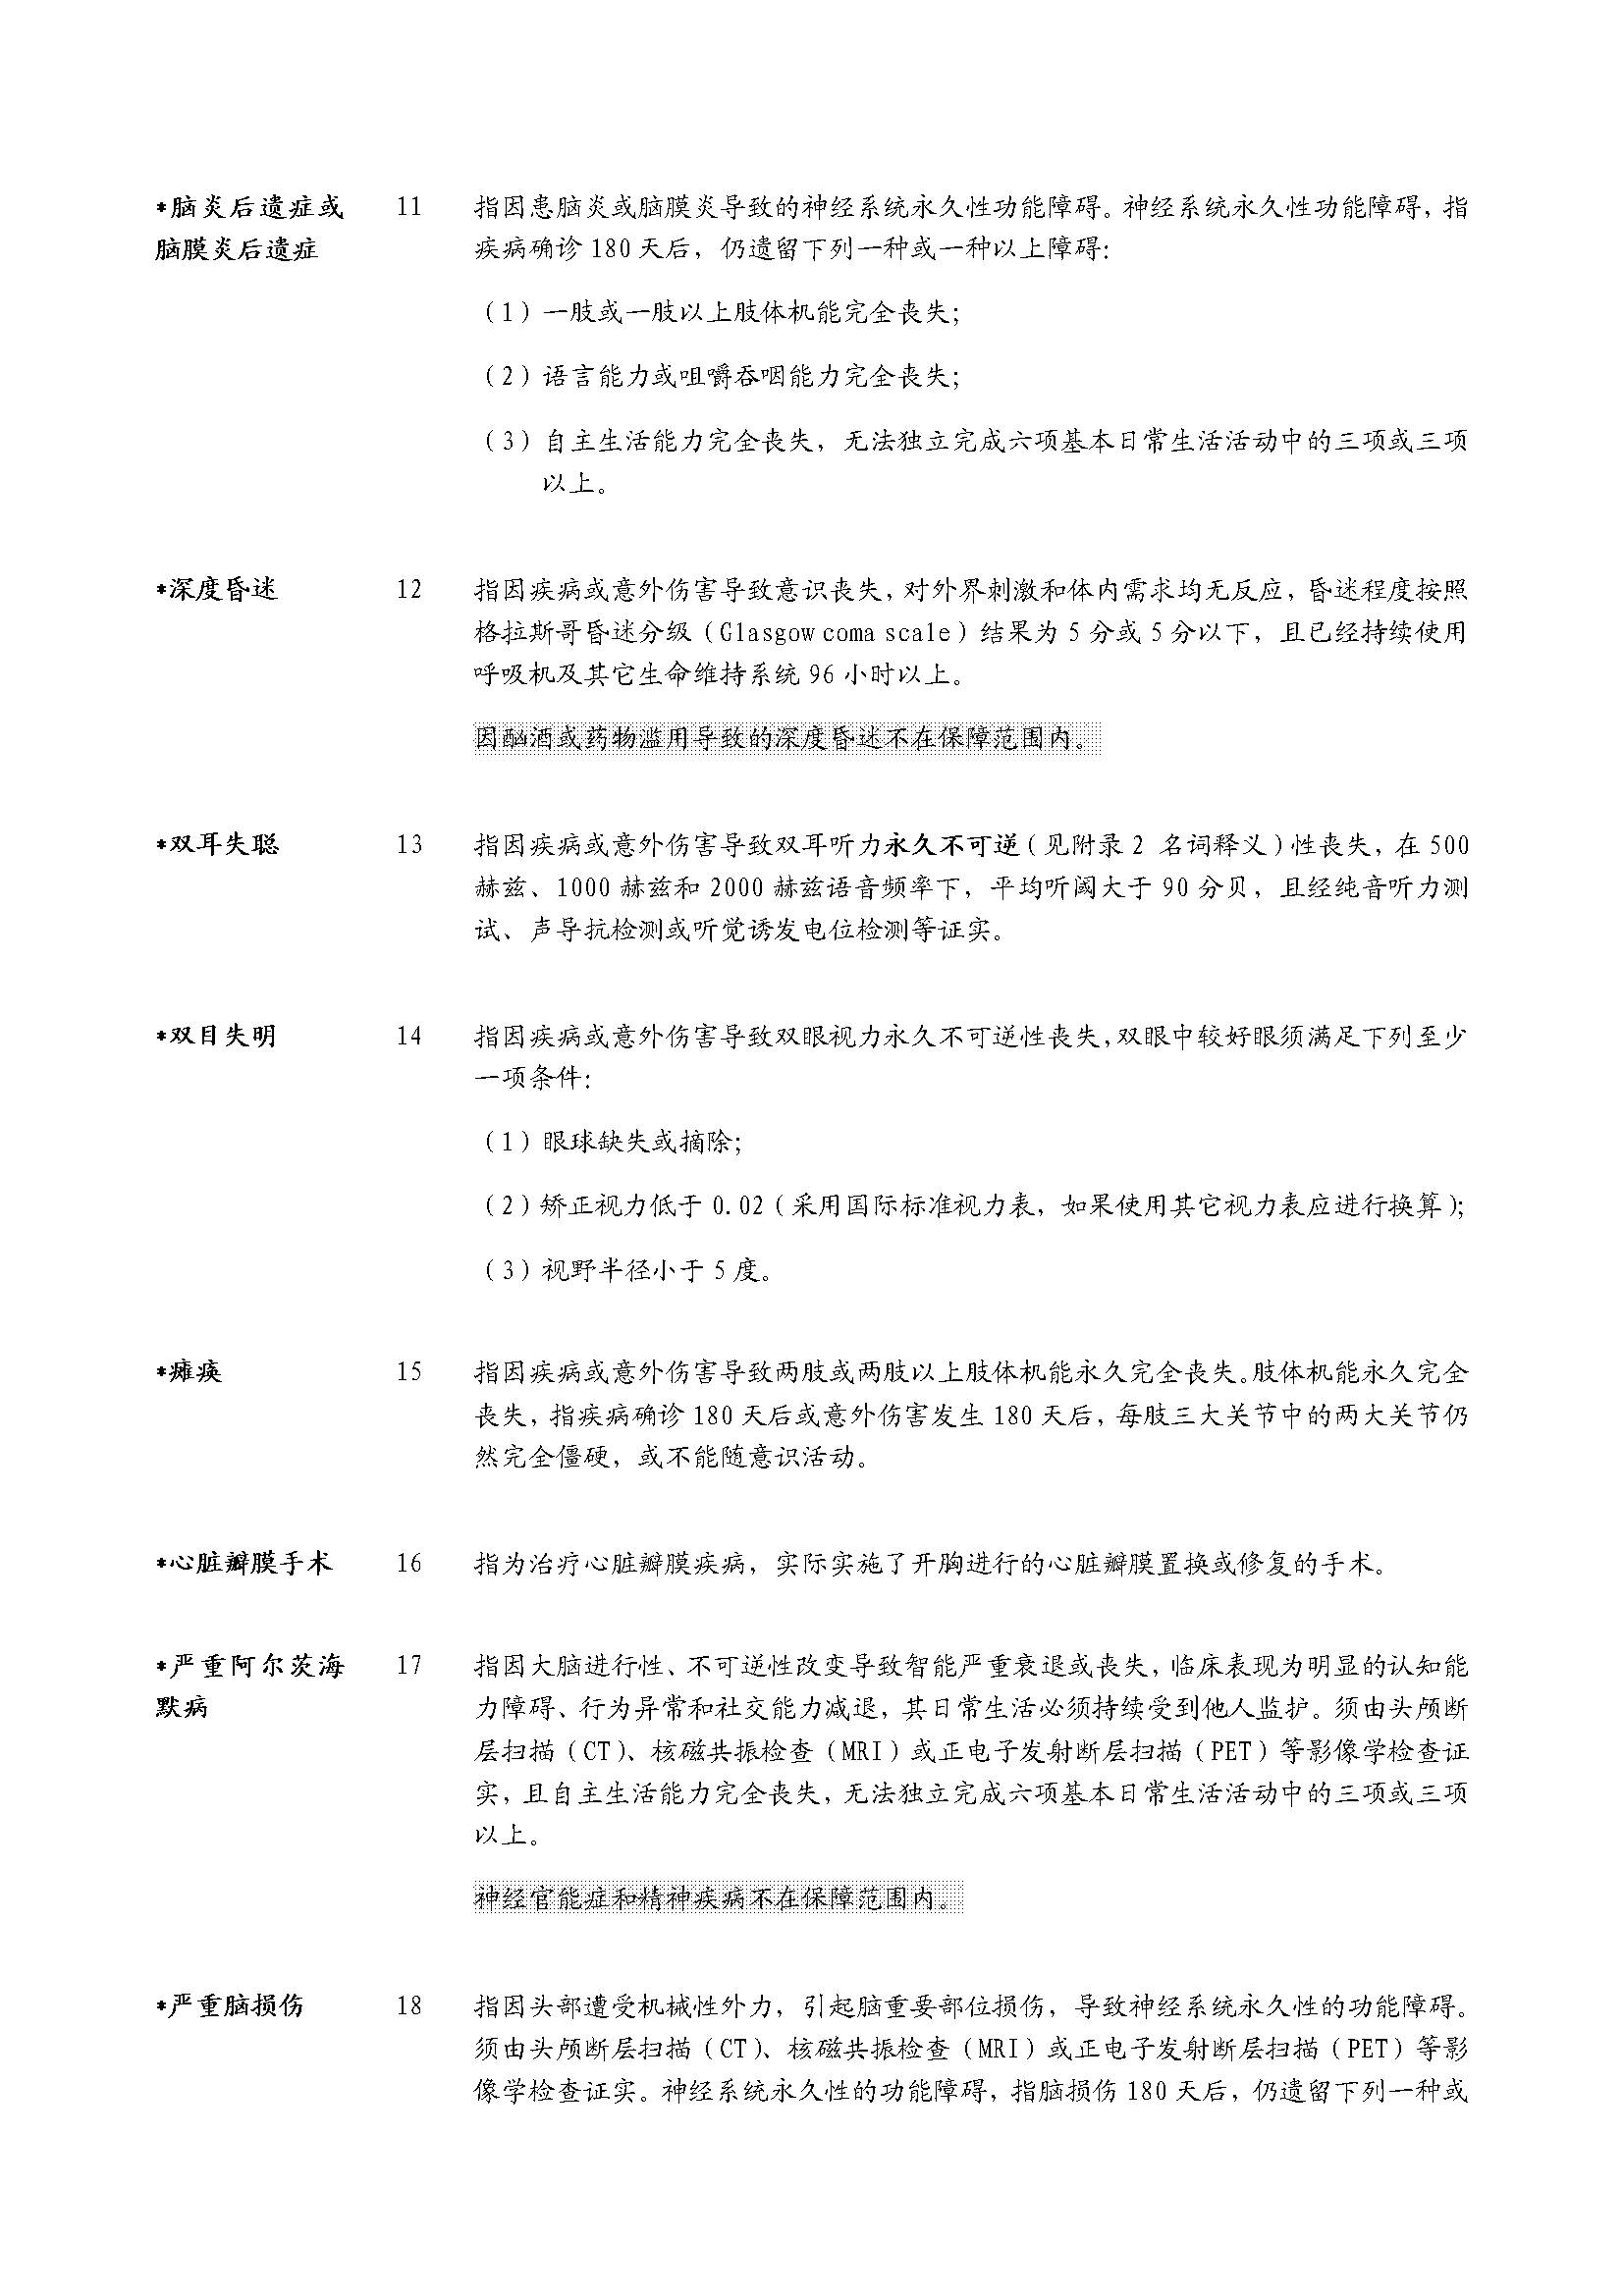 *脑炎后遗症或 11 指因患脑炎或脑膜炎导致的神经系统永久性功能障碍。神经系统永久性功能障碍，指
脑膜炎后遗症 疾病确诊 180 天后，仍遗留下列一种或一种以上障碍：
（1）一肢或一肢以上肢体机能完全丧失；
（2）语言能力或咀嚼吞咽能力完全丧失；
（3）自主生活能力完全丧失，无法独立完成六项基本日常生活活动中的三项或三项
以上。
*深度昏迷 12 指因疾病或意外伤害导致意识丧失，对外界刺激和体内需求均无反应，昏迷程度按照
格拉斯哥昏迷分级（Glasgow coma scale）结果为 5 分或 5 分以下，且已经持续使用
呼吸机及其它生命维持系统 96 小时以上。
因酗酒或药物滥用导致的深度昏迷不在保障范围内。
*双耳失聪 13 指因疾病或意外伤害导致双耳听力永久不可逆（见附录 2 名词释义）性丧失，在 500
赫兹、1000 赫兹和 2000 赫兹语音频率下，平均听阈大于 90 分贝，且经纯音听力测
试、声导抗检测或听觉诱发电位检测等证实。
*双目失明 14 指因疾病或意外伤害导致双眼视力永久不可逆性丧失，双眼中较好眼须满足下列至少
一项条件：
（1）眼球缺失或摘除；
（2）矫正视力低于 0.02（采用国际标准视力表，如果使用其它视力表应进行换算）；
（3）视野半径小于 5 度。
*瘫痪 15 指因疾病或意外伤害导致两肢或两肢以上肢体机能永久完全丧失。肢体机能永久完全
丧失，指疾病确诊 180 天后或意外伤害发生 180 天后，每肢三大关节中的两大关节仍
然完全僵硬，或不能随意识活动。
*心脏瓣膜手术 16 指为治疗心脏瓣膜疾病，实际实施了开胸进行的心脏瓣膜置换或修复的手术。
*严重阿尔茨海 17 指因大脑进行性、不可逆性改变导致智能严重衰退或丧失，临床表现为明显的认知能
默病 力障碍、行为异常和社交能力减退，其日常生活必须持续受到他人监护。须由头颅断
层扫描（CT）、核磁共振检查（MRI）或正电子发射断层扫描（PET）等影像学检查证
实，且自主生活能力完全丧失，无法独立完成六项基本日常生活活动中的三项或三项
以上。
神经官能症和精神疾病不在保障范围内。
*严重脑损伤 18 指因头部遭受机械性外力，引起脑重要部位损伤，导致神经系统永久性的功能障碍。
须由头颅断层扫描（CT）、核磁共振检查（MRI）或正电子发射断层扫描（PET）等影
像学检查证实。神经系统永久性的功能障碍，指脑损伤 180 天后，仍遗留下列一种或